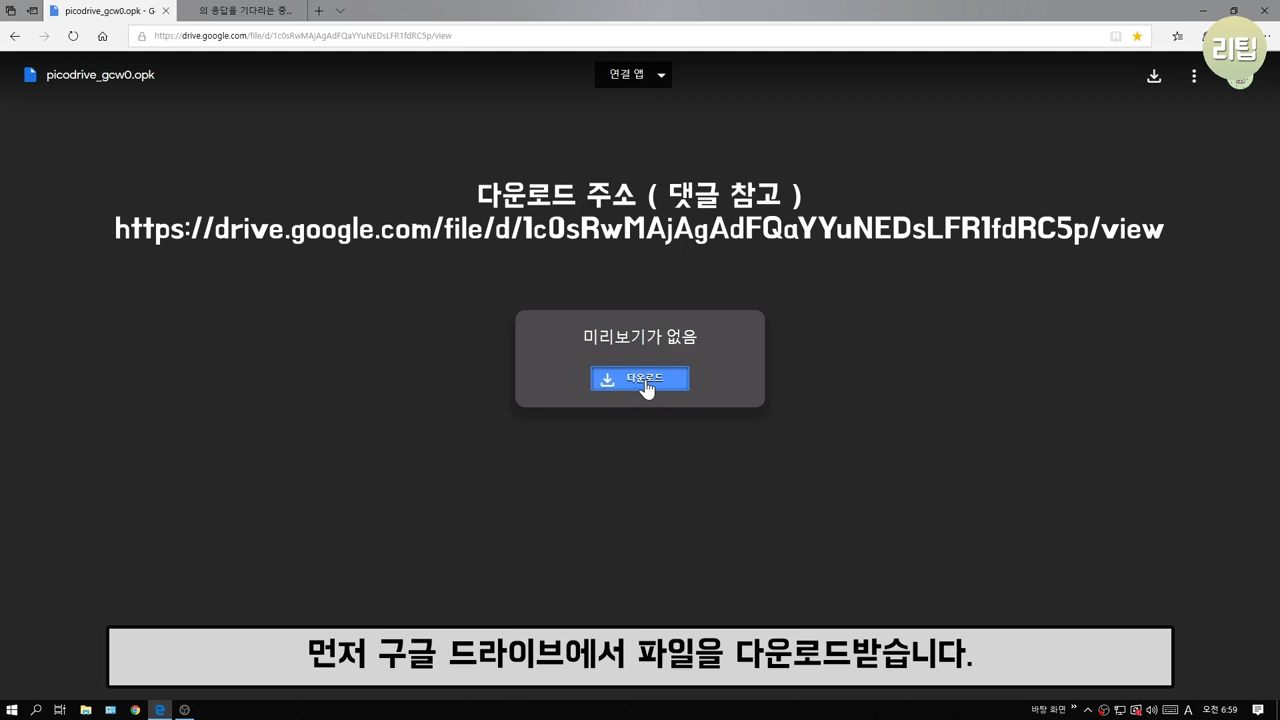 picodrive_gcw0.opk - G
의 응답을 기다리는 중...
https://drive.google.com/file/d/1c0sRwMAjAgAdFQaYYuNEDsLFR1fdRC5p/view
리팁
picodrive_gcw0.opk
연결 앱
다운로드 주소 ( 댓글 참고 )
https://drive.google.com/file/d/1c0sRwMAjAgAdFQaYYuNEDsLFR1fdRC5p/view
미리보기가 없음
다운로드
먼저 구글 드라이브에서 파일을 다운로드받습니다.
바탕 화면
A
오전 6:59